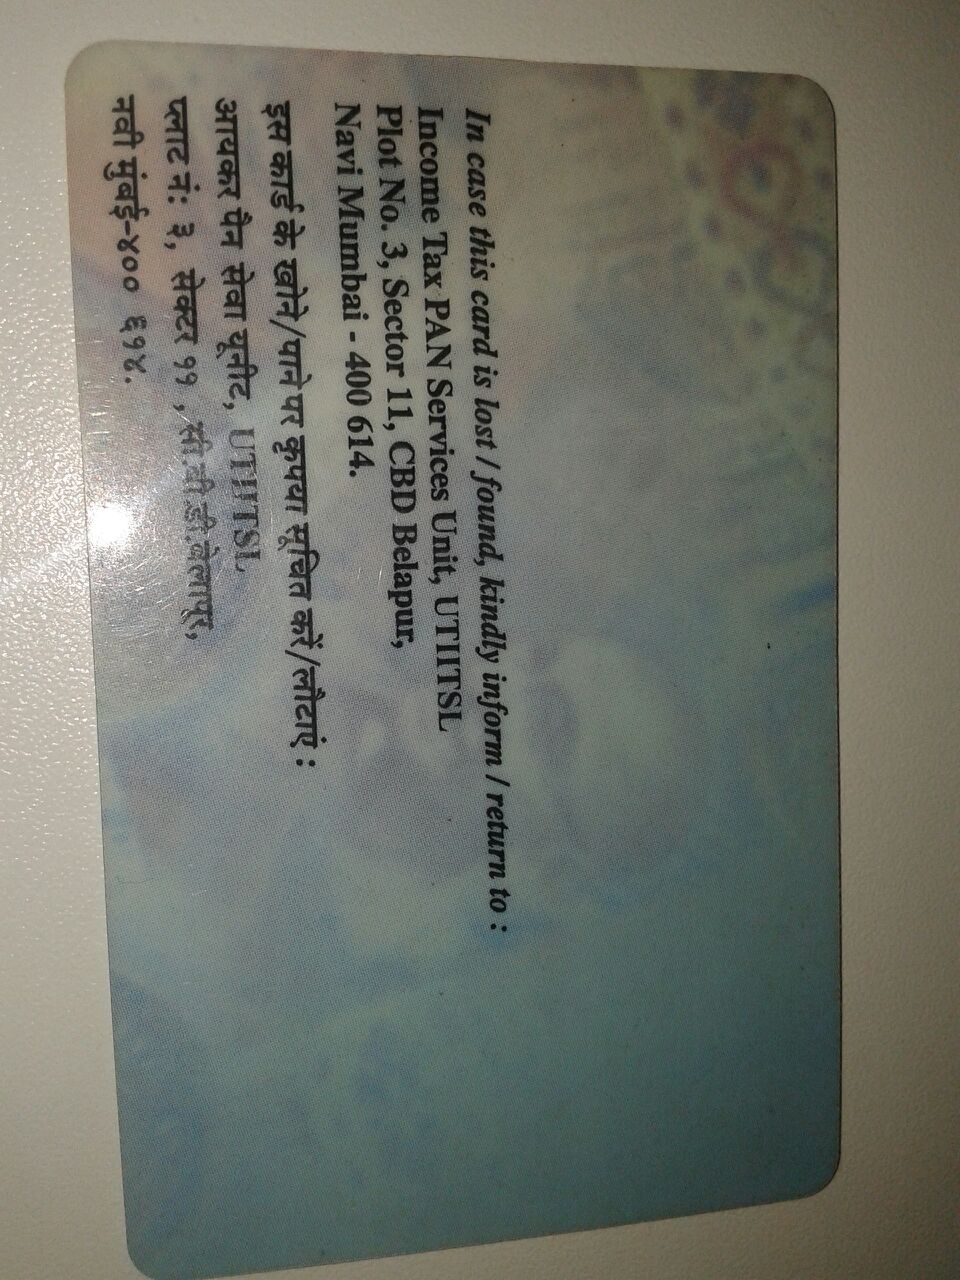 In case this card is lost / found, kindly inform / return to :
Income Tax PAN Services Unit, UTIITSL
Plot No. 3, Sector 11, CBD Belapur,
Navi Mumbai - 400 614.
इस कार्ड के खोने/पाने पर कृपया सूचित करें/लौटाएं :
आयकर पैन सेवा यूनीट, UTIITSL
प्लाट नं: ३, सेक्टर ११ , सी.बी.डी.बेलापूर,
नवी मुंबई-४०० ६१४.